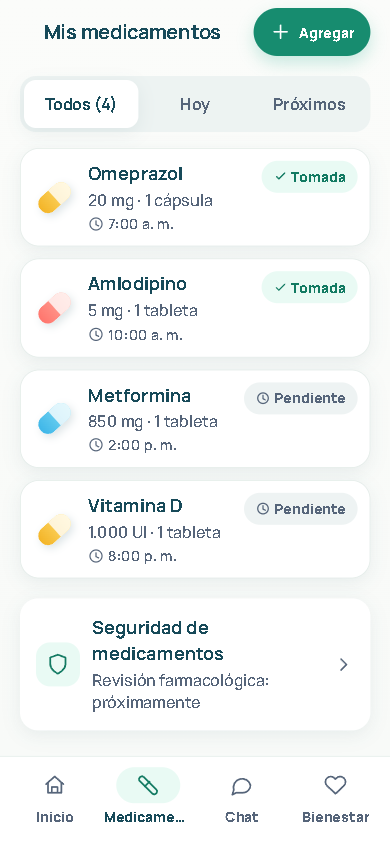 Mis medicamentos
Agregar
Todos (4)
Hoy
Próximos
Omeprazol
Tomada
20 mg · 1 cápsula
7:00 a. m.
Amlodipino
Tomada
5 mg · 1 tableta
10:00 a. m.
Metformina
Pendiente
850 mg · 1 tableta
2:00 p. m.
Vitamina D
Pendiente
1.000 UI · 1 tableta
8:00 p. m.
Seguridad de
medicamentos
Revisión farmacológica:
próximamente
Inicio
Medicame...
Chat
Bienestar